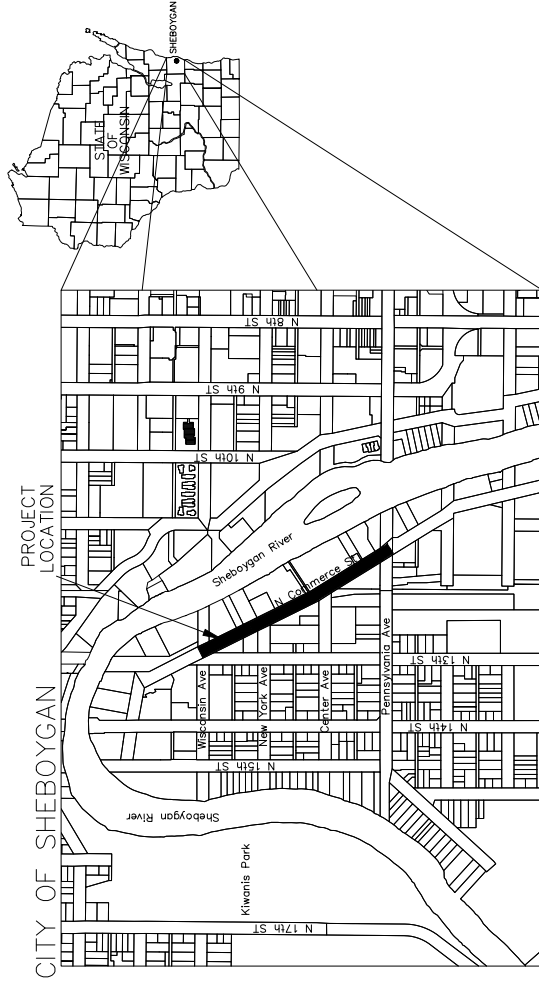 SHEBOYGAN
STATE
OF
WISCONSIN
CITY OF SHEBOYGAN
PROJECT
LOCATION
N 8th ST
N 9th ST
N 10th ST
Sheboygan River
N Commerce St
Wisconsin Ave
New York Ave
Center Ave
Pennsylvania Ave
N 13th ST
N 14th ST
N 15th ST
Sheboygan River
Kiwanis Park
N 17th ST